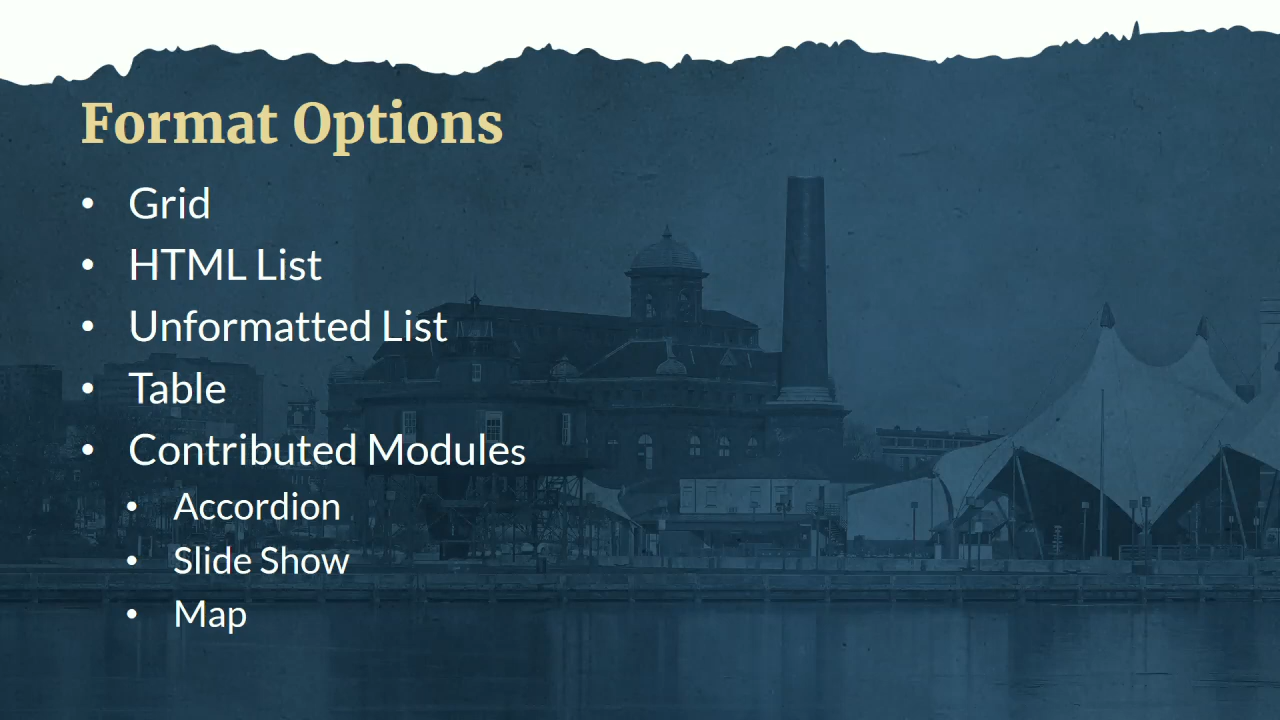 Format Options
• Grid
• HTML List
• Unformatted List
• Table
• Contributed Modules
• Accordion
• Slide Show
• Map